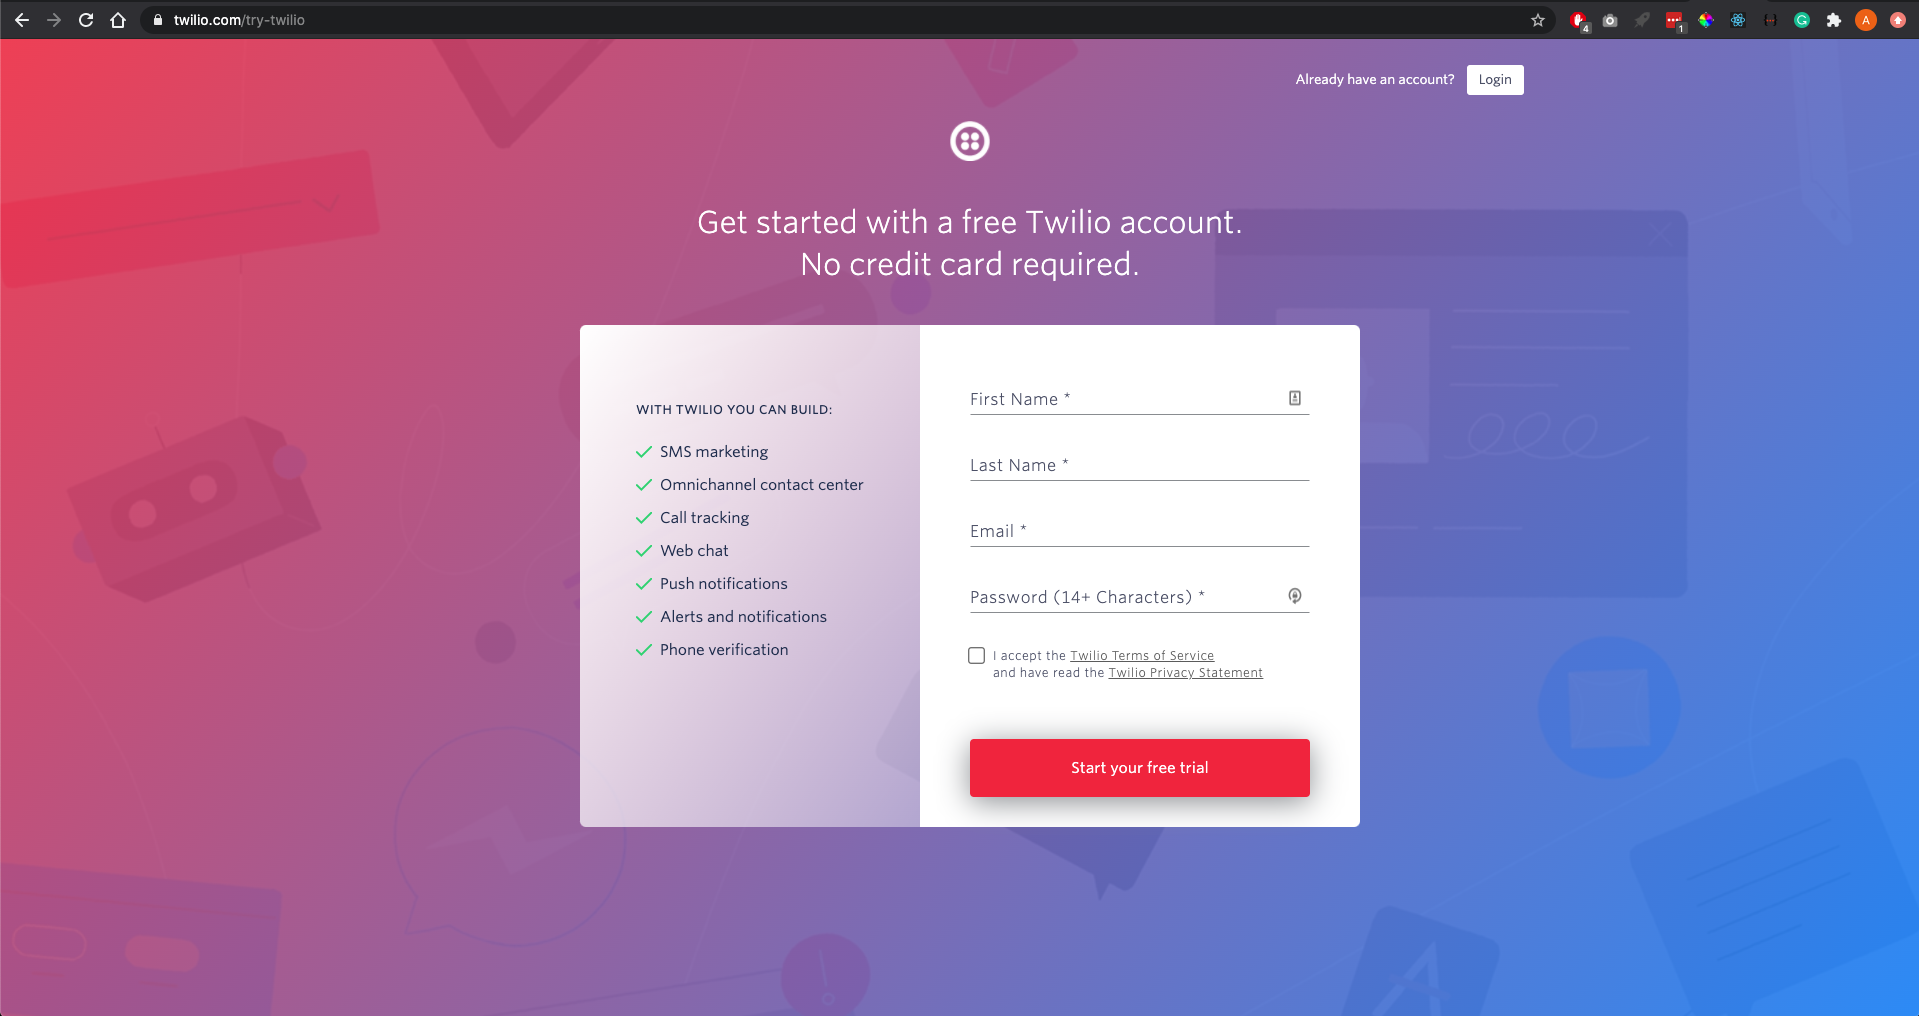 twilio.com/try-twilio
4
1
A
Already have an account?
Login
Get started with a free Twilio account.
No credit card required.
WITH TWILIO YOU CAN BUILD:
SMS marketing
Omnichannel contact center
Call tracking
Web chat
Push notifications
Alerts and notifications
Phone verification
First Name *
Last Name *
Email *
Password (14+ Characters) *
I accept the Twilio Terms of Service
and have read the Twilio Privacy Statement
Start your free trial